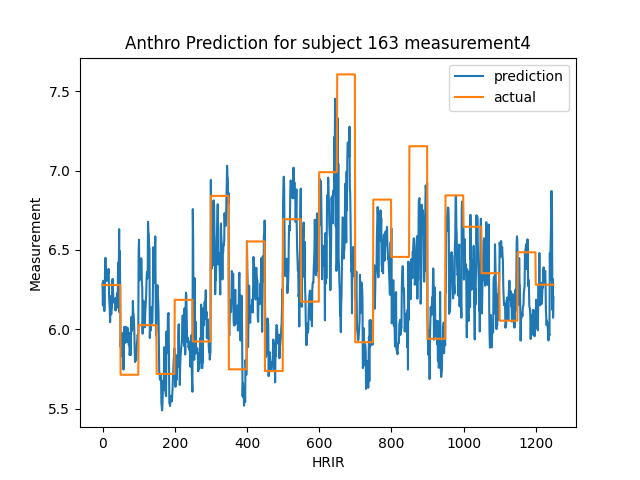 Anthro Prediction for subject 163 measurement4
prediction
actual
7.5
7.0
6.5
6.0
5.5
Measurement
0
200
400
600
800
1000
1200
HRIR